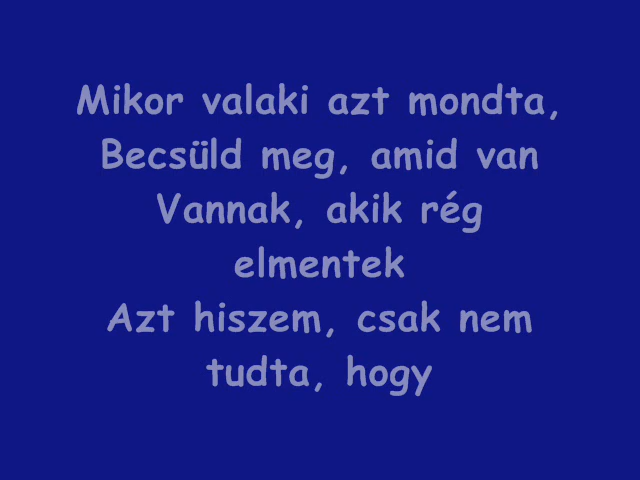 Mikor valaki azt mondta,
Becsüld meg, amid van
Vannak, akik rég
elmentek
Azt hiszem, csak nem
tudta, hogy